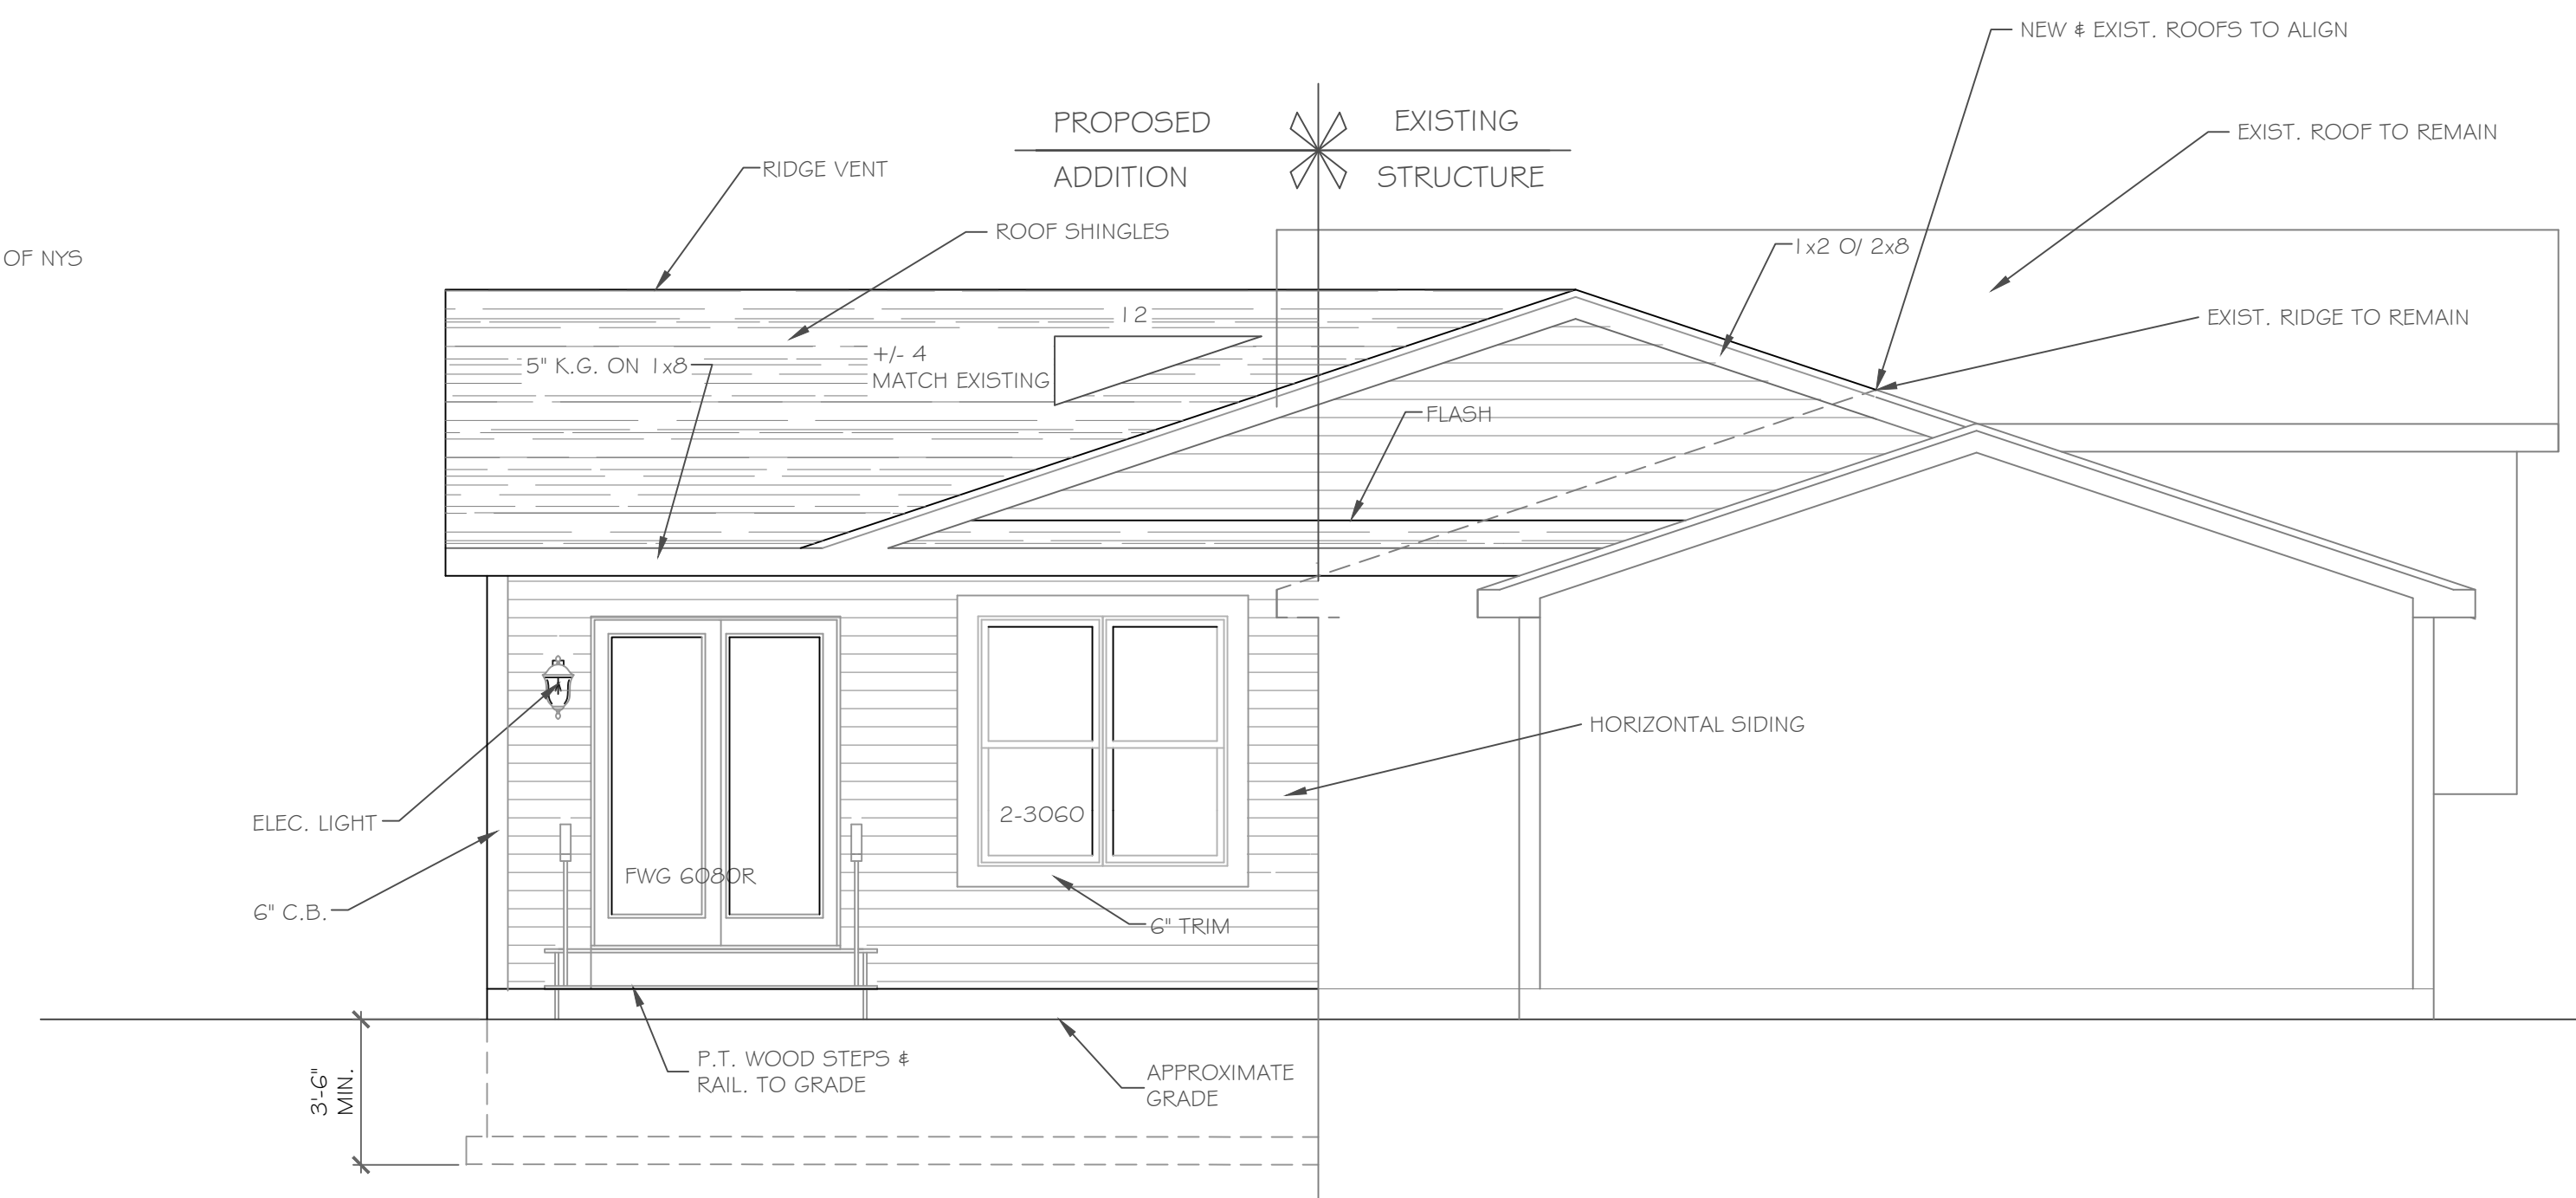 NEW & EXIST. ROOFS TO ALIGN
PROPOSED
ADDITION
EXISTING
STRUCTURE
EXIST. ROOF TO REMAIN
RIDGE VENT
ROOF SHINGLES
1x2 O/ 2x8
OF NYS
12
+/- 4
MATCH EXISTING
EXIST. RIDGE TO REMAIN
5" K.G. ON 1x8
FLASH
HORIZONTAL SIDING
2-3060
ELEC. LIGHT
FWG 6080R
6" C.B.
6" TRIM
P.T. WOOD STEPS &
RAIL. TO GRADE
APPROXIMATE
GRADE
3'-6"
MIN.